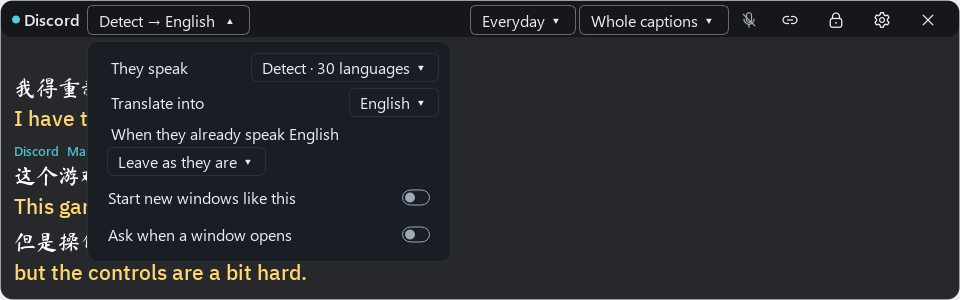 Discord Detect → English ▲ Everyday ▼ Whole captions ▼
They speak Detect · 30 languages ▼
我得重
Translate into English ▼
I have
When they already speak English
Discord
Leave as they are ▼
这个游
Start new windows like this
This
Ask when a window opens
但是操
but the controls are a bit hard.